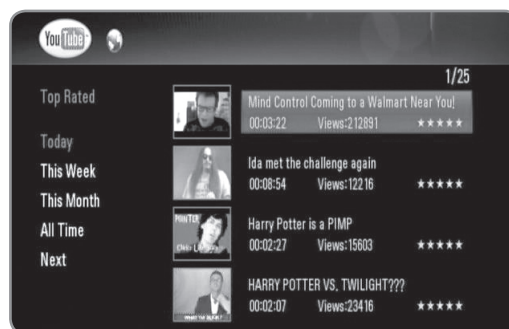 You Tube
1/25
Top Rated
Today
This Week
This Month
All Time
Next
Mind Control Coming to a Walmart Near You!
00:03:22 Views:212891 ★★★★★
Ida met the challenge again
00:08:54 Views:12216 ★★★★★
Harry Potter is a PIMP
00:02:27 Views:15603 ★★★★★
HARRY POTTER VS. TWILIGHT???
00:02:07 Views:23416 ★★★★★